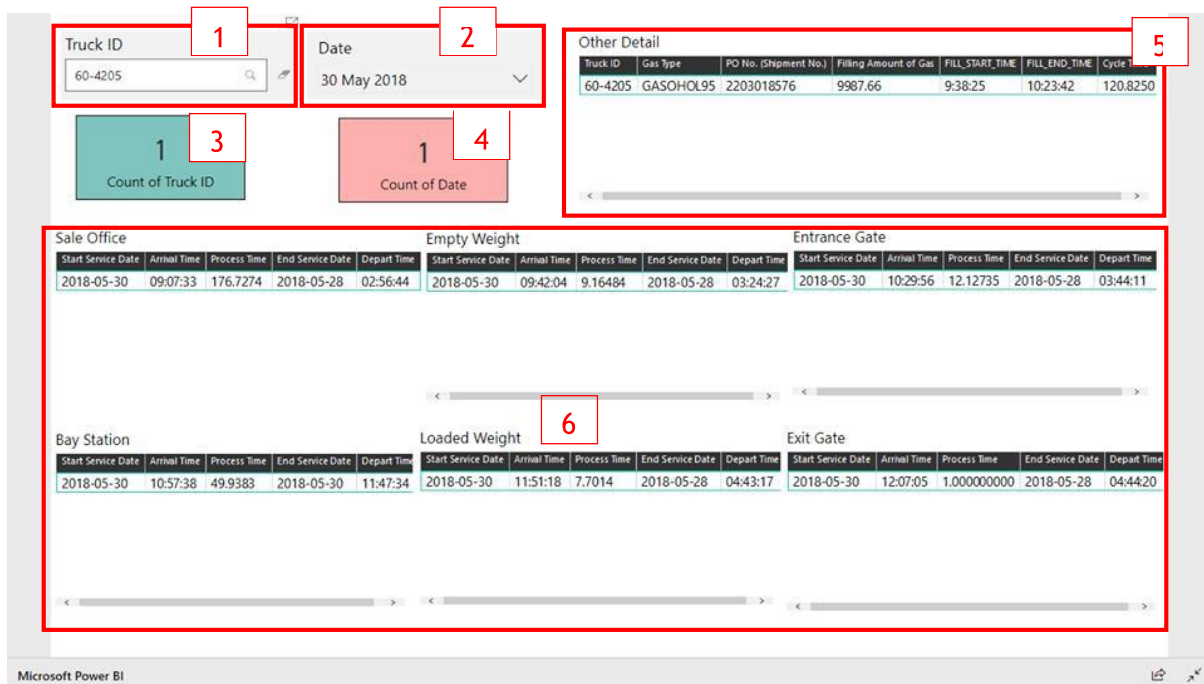 Truck ID
1
60-4205
Date
2
30 May 2018
1
3
Count of Truck ID
1
4
Count of Date
Other Detail
5
Truck ID Gas Type PO No. (Shipment No.) Filling Amount of Gas FILL_START_TIME FILL_END_TIME Cycle
60-4205 GASOHOL95 2203018576 9987.66 9:38:25 10:23:42 120.8250
Sale Office
Start Service Date Arrival Time Process Time End Service Date Depart Time
2018-05-30 09:07:33 176.7274 2018-05-28 02:56:44
Empty Weight
Start Service Date Arrival Time Process Time End Service Date Depart Time
2018-05-30 09:42:04 9.16484 2018-05-28 03:24:27
Entrance Gate
Start Service Date Arrival Time Process Time End Service Date Depart Time
2018-05-30 10:29:56 12.12735 2018-05-28 03:44:11
6
Bay Station
Start Service Date Arrival Time Process Time End Service Date Depart Time
2018-05-30 10:57:38 49.9383 2018-05-30 11:47:34
Loaded Weight
Start Service Date Arrival Time Process Time End Service Date Depart Time
2018-05-30 11:51:18 7.7014 2018-05-28 04:43:17
Exit Gate
Start Service Date Arrival Time Process Time End Service Date Depart Time
2018-05-30 12:07:05 1.000000000 2018-05-28 04:44:20
Microsoft Power BI